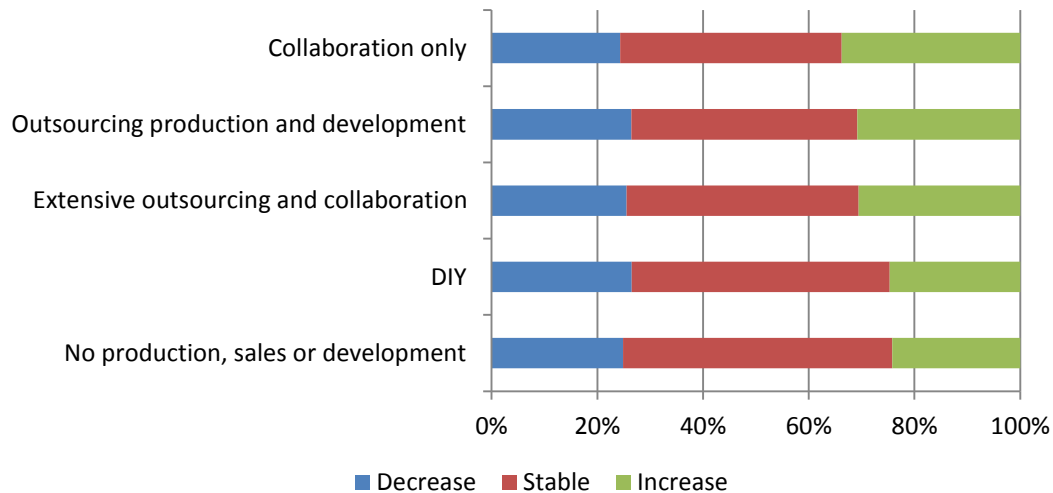 Collaboration only
Outsourcing production and development
Extensive outsourcing and collaboration
DIY
No production, sales or development
0% 20% 40% 60% 80% 100%
Decrease Stable Increase